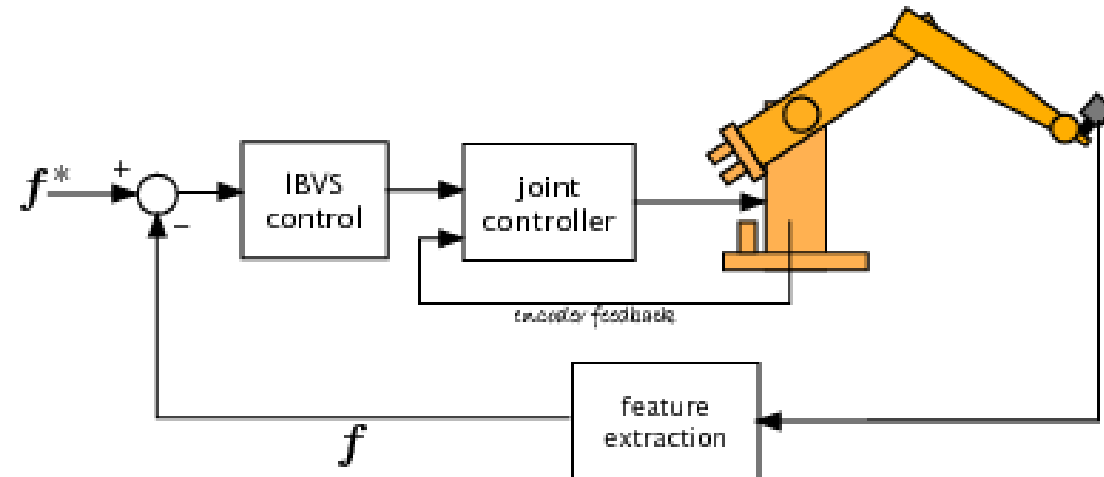 f*
+
−
IBVS
control
joint
controller
encoder feedback
feature
extraction
f